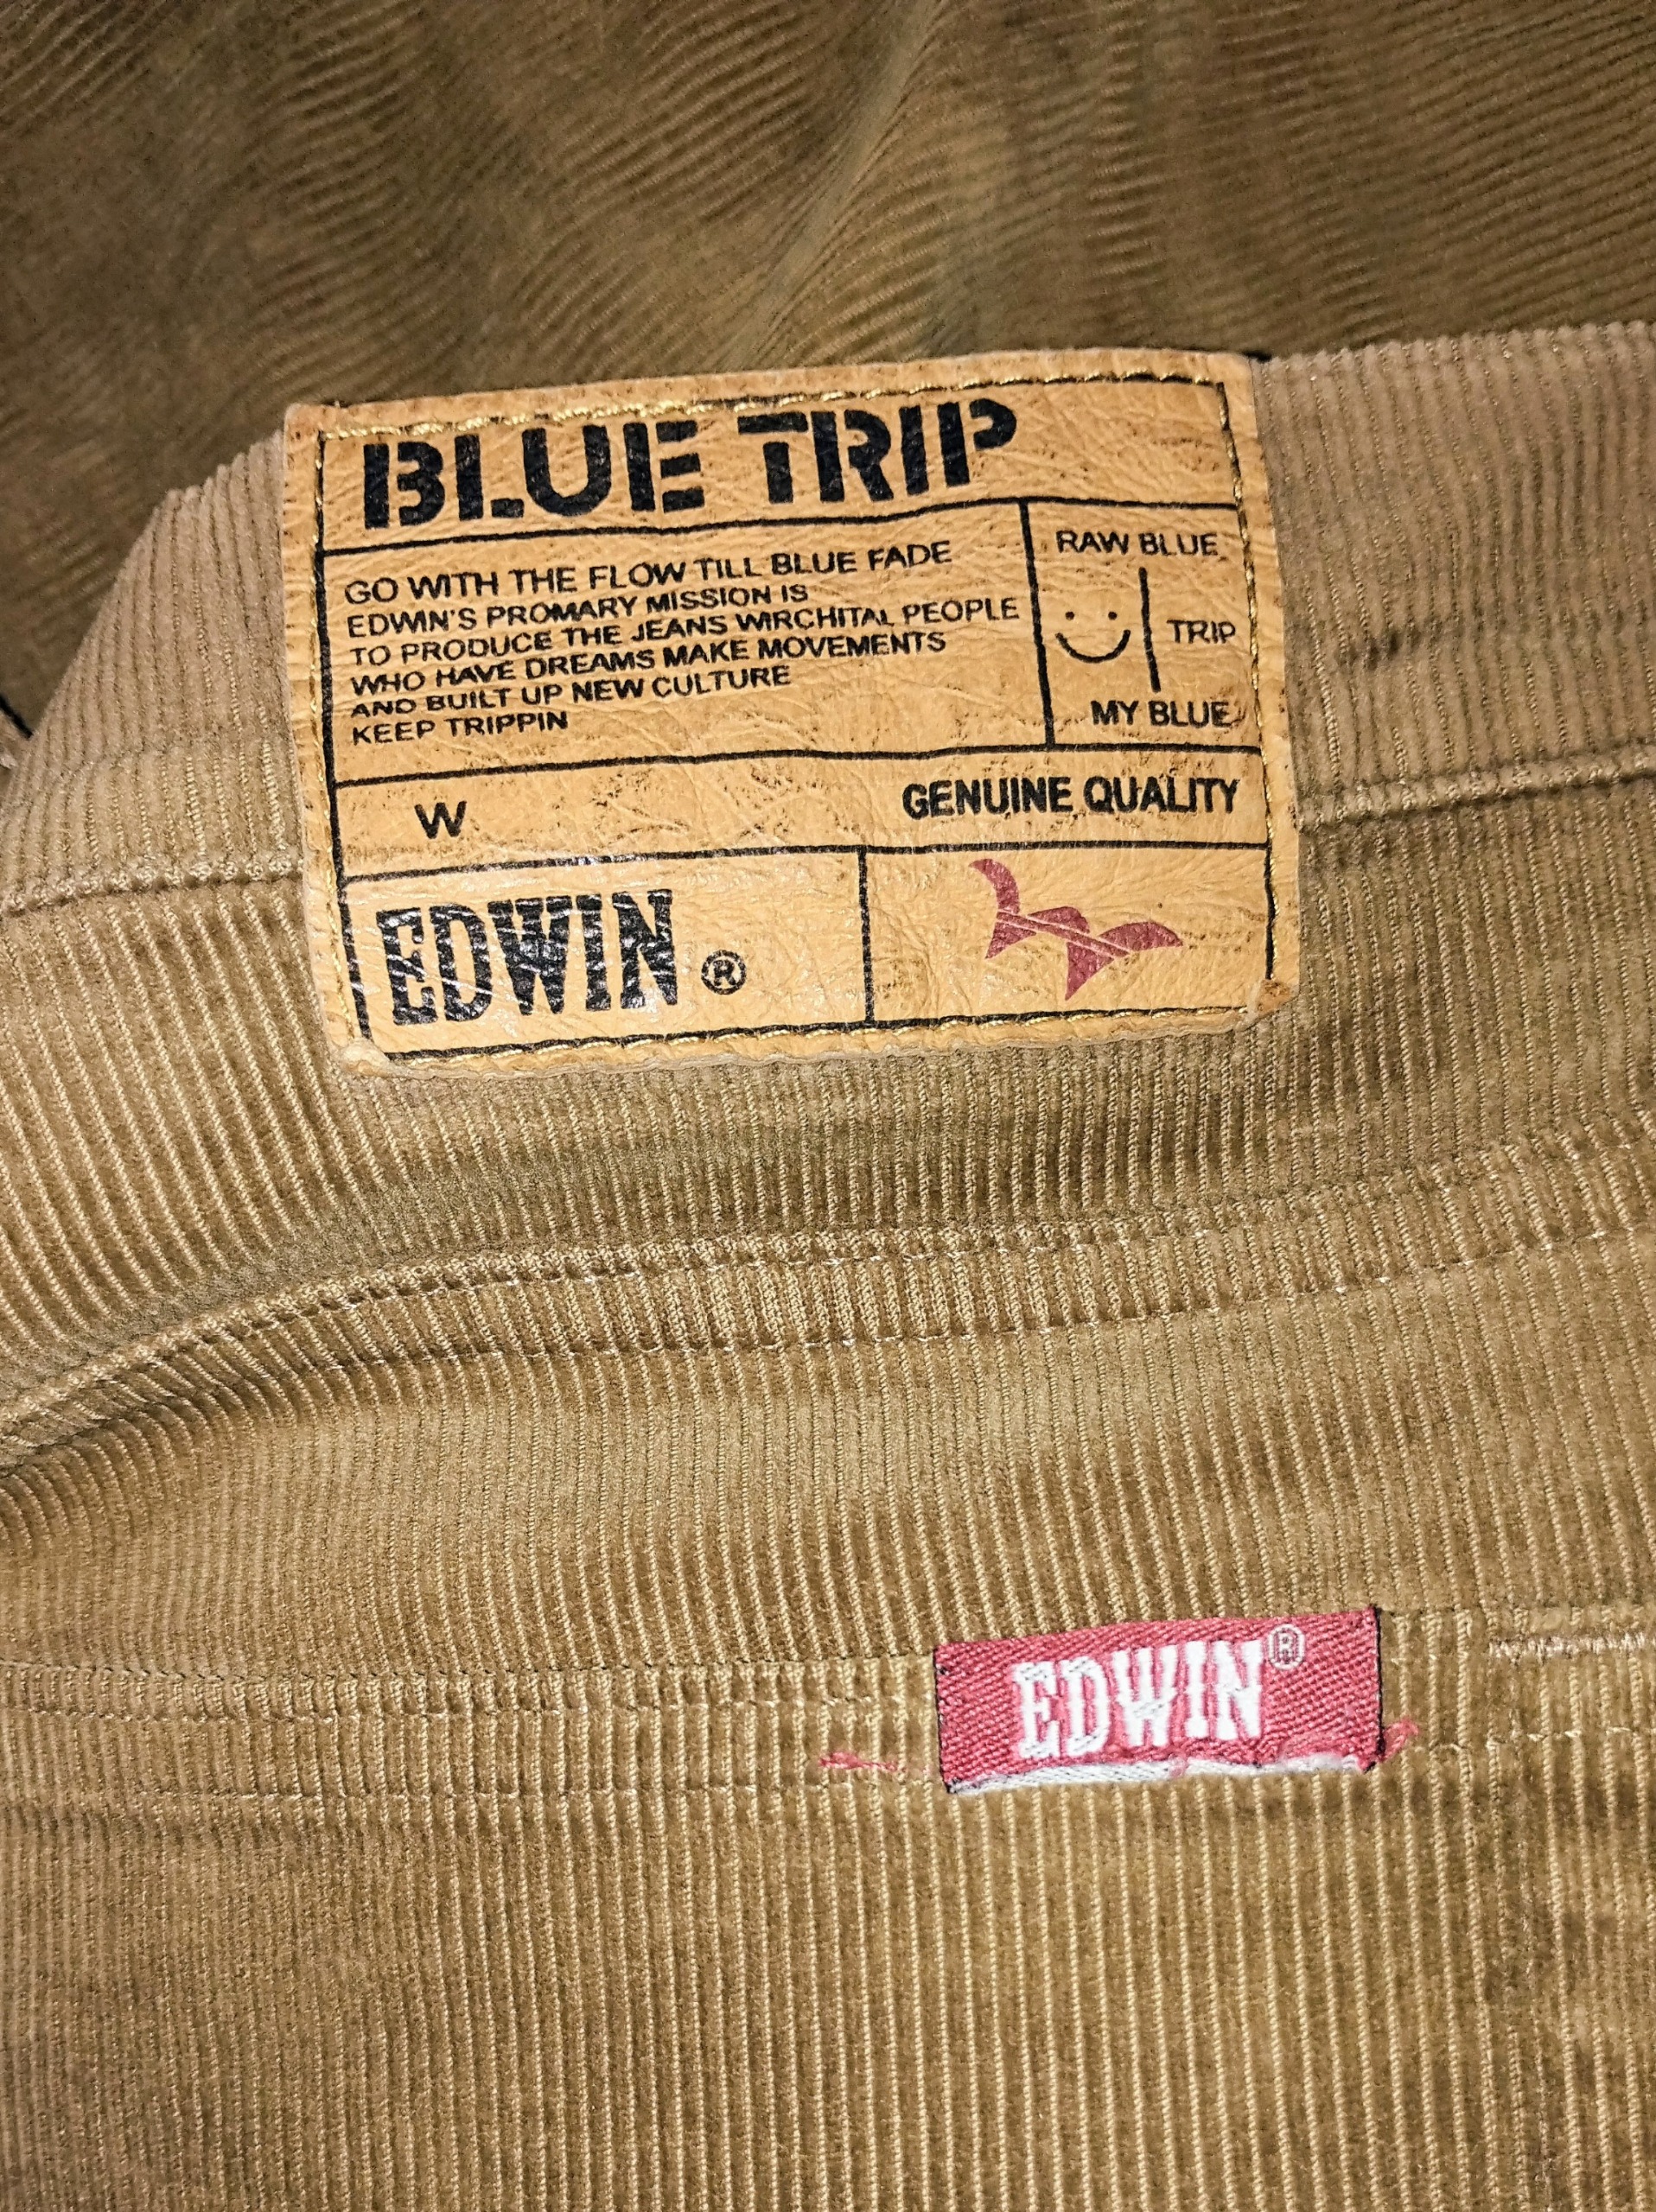 BLUE TRIP
GO WITH THE FLOW TILL BLUE FADE
EDWIN'S PROMARY MISSION IS
TO PRODUCE THE JEANS WIRCHITAL PEOPLE
WHO HAVE DREAMS MAKE MOVEMENTS
AND BUILT UP NEW CULTURE
KEEP TRIPPIN
RAW BLUE
TRIP
MY BLUE
W
GENUINE QUALITY
EDWIN®
EDWIN®